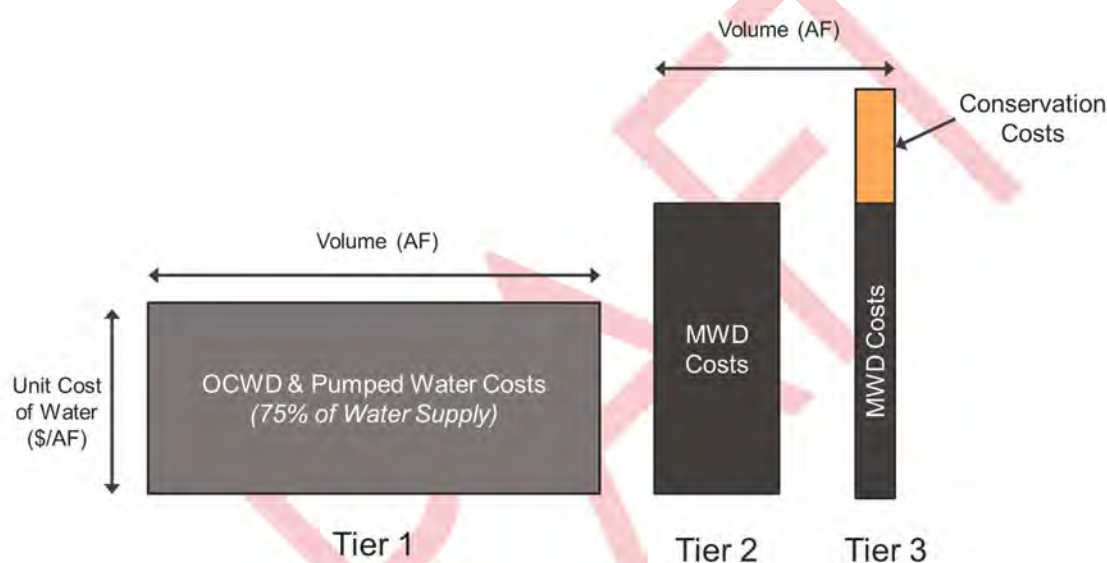 Volume (AF)
Conservation
Costs
Volume (AF)
Unit Cost
of Water
($/AF)
OCWD & Pumped Water Costs
(75% of Water Supply)
MWD
Costs
MWD Costs
Tier 1
Tier 2
Tier 3
DRAFT